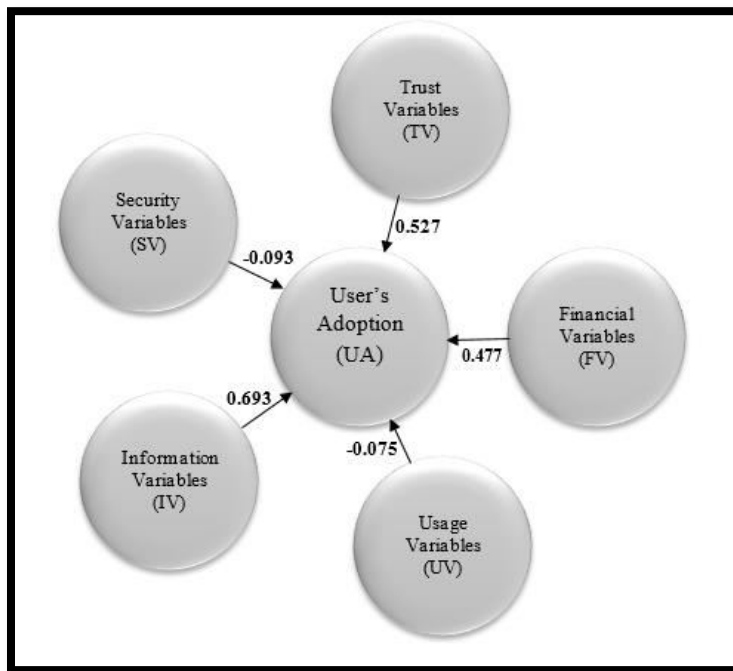 Trust
Variables
(TV)
Security
Variables
(SV)
0.527
-0.093
User’s
Adoption
(UA)
Financial
Variables
(FV)
0.477
0.693
-0.075
Information
Variables
(IV)
Usage
Variables
(UV)